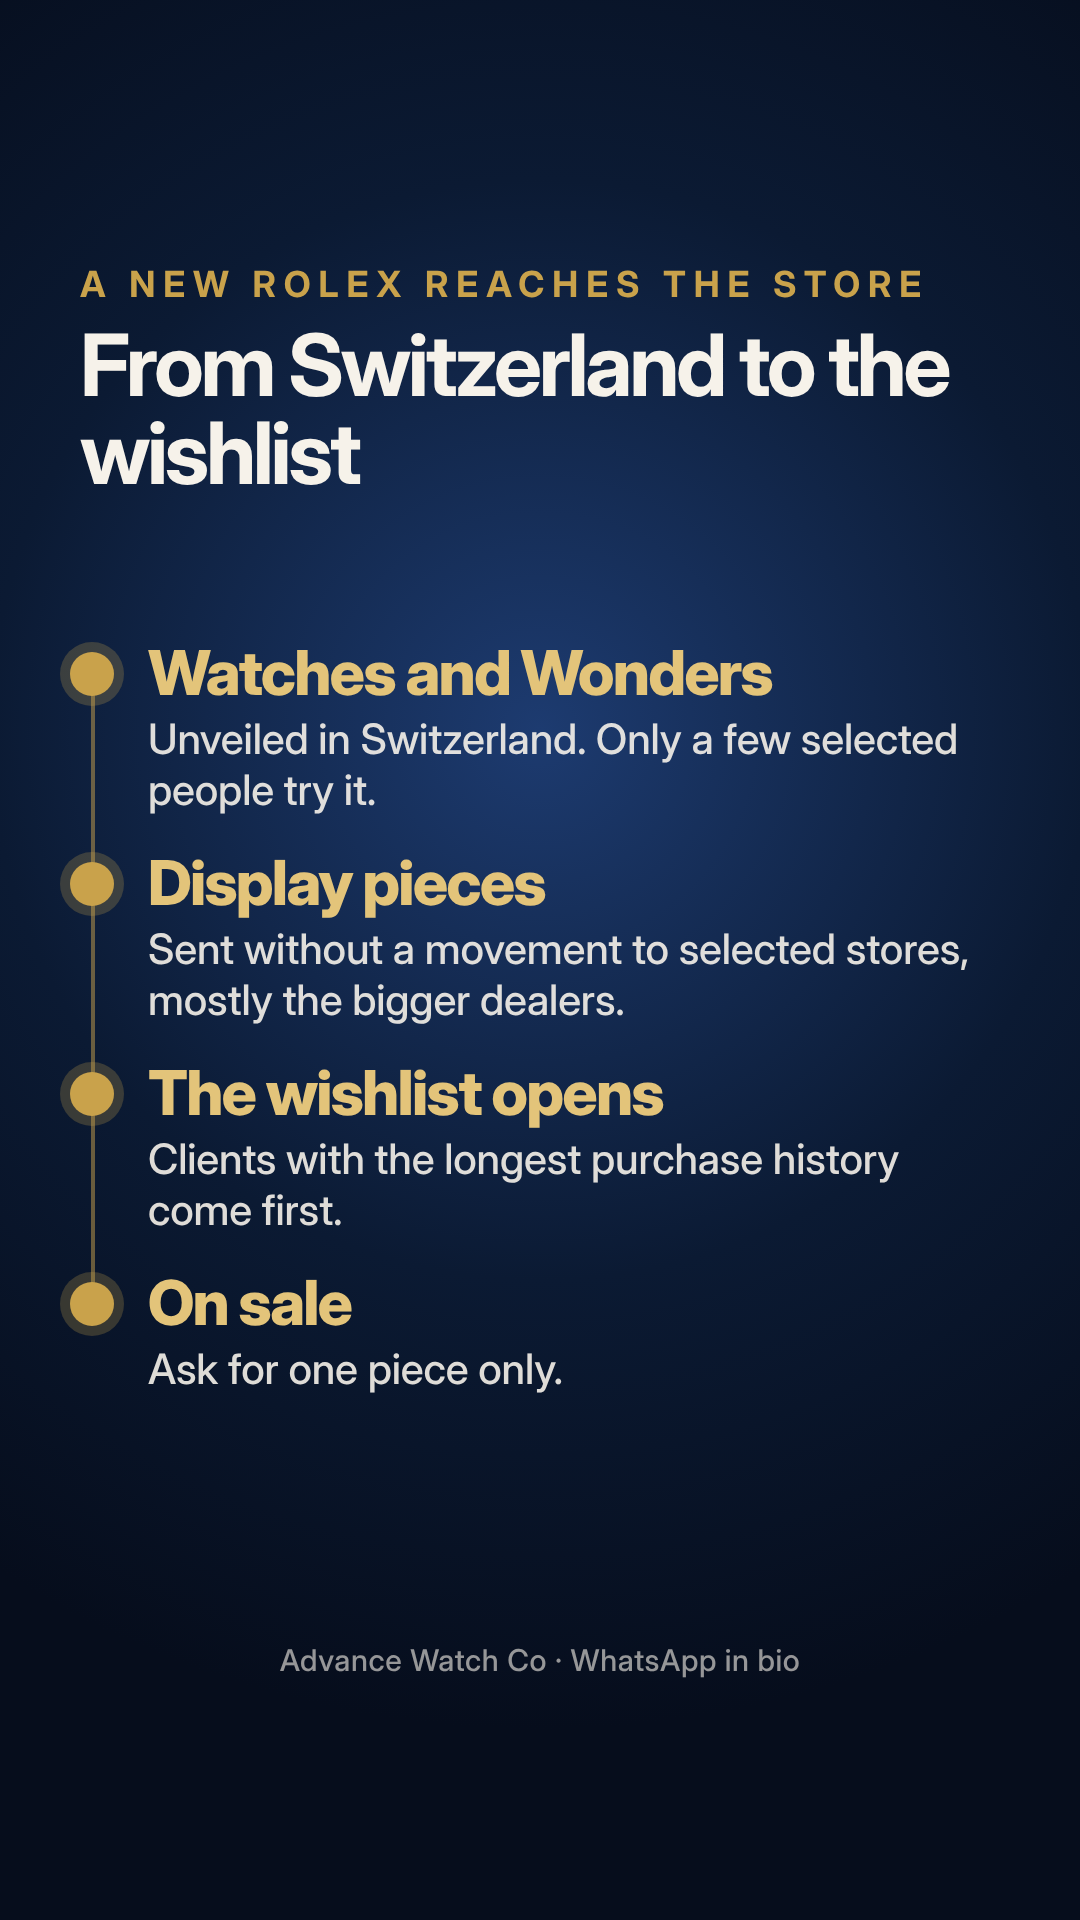 A NEW ROLEX REACHES THE STORE
From Switzerland to the
wishlist
Watches and Wonders
Unveiled in Switzerland. Only a few selected
people try it.
Display pieces
Sent without a movement to selected stores,
mostly the bigger dealers.
The wishlist opens
Clients with the longest purchase history
come first.
On sale
Ask for one piece only.
Advance Watch Co · WhatsApp in bio